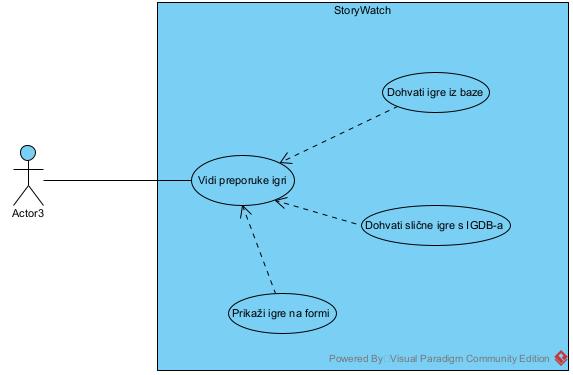 StoryWatch
Dohvati igre iz baze
Vidi preporuke igri
Actor3
Dohvati slične igre s IGDB-a
Prikaži igre na formi
Powered By Visual Paradigm Community Edition